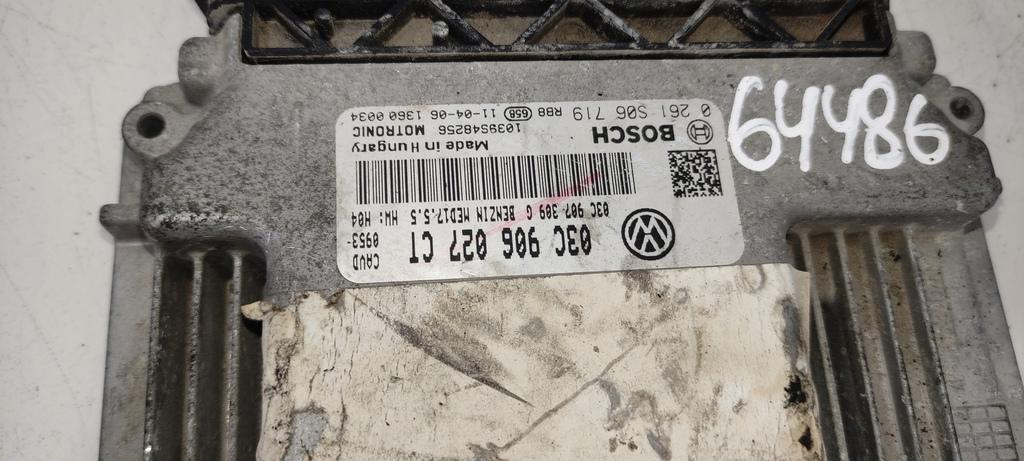 03C 906 027 CT
CAVD
0953-
03C 907 309 G BENZIN MED17.5.5 HW: H04
Made in Hungary
BOSCH
1039S48256 MOTRONIC
0 261 S06 719 RB8 658 11-04-06 1360 0034
64486